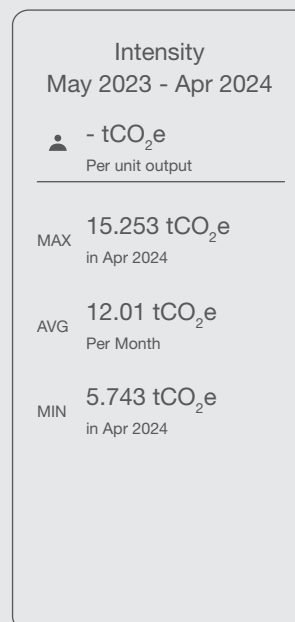 Intensity
May 2023 - Apr 2024
- tCO₂e
Per unit output
MAX 15.253 tCO₂e
in Apr 2024
AVG 12.01 tCO₂e
Per Month
MIN 5.743 tCO₂e
in Apr 2024